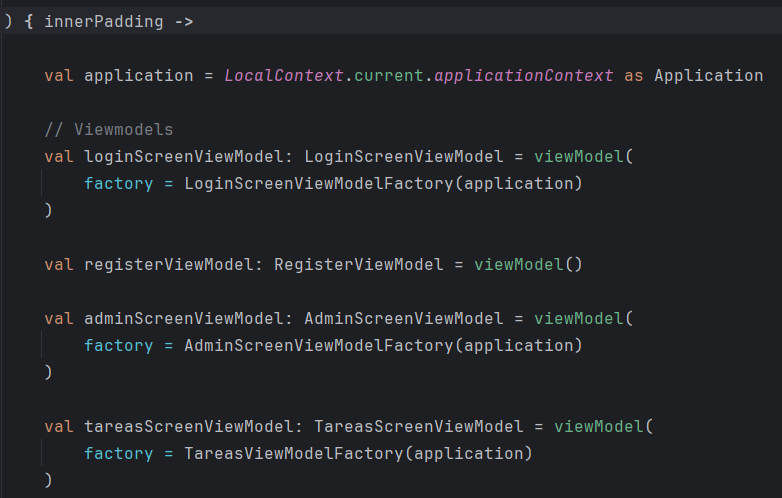 ) { innerPadding ->
val application = LocalContext.current.applicationContext as Application
// Viewmodels
val loginScreenViewModel: LoginScreenViewModel = viewModel(
factory = LoginScreenViewModelFactory(application)
)
val registerViewModel: RegisterViewModel = viewModel()
val adminScreenViewModel: AdminScreenViewModel = viewModel(
factory = AdminScreenViewModelFactory(application)
)
val tareasScreenViewModel: TareasScreenViewModel = viewModel(
factory = TareasViewModelFactory(application)
)